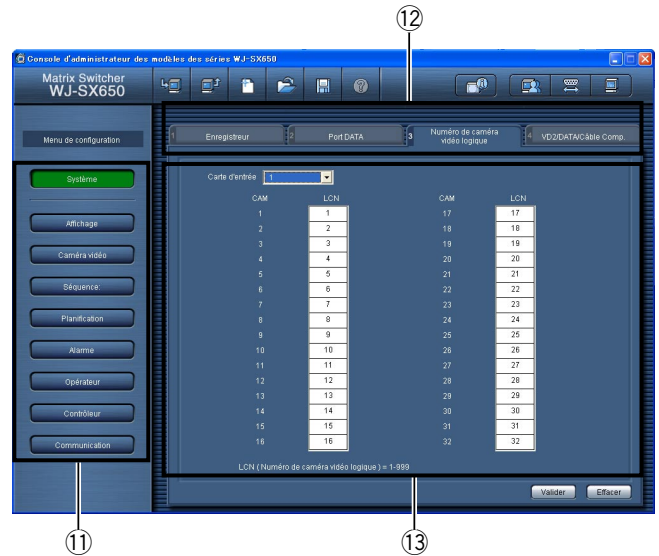 ⑫
Console d'administrateur des modèles des séries WJ-SX650
Matrix Switcher
WJ-SX650
Menu de configuration
1 Enregistreur
2 Port DATA
3 Numéro de caméra
vidéo logique
4 VD2/DATA/Câble Comp.
Système
Affichage
Caméra vidéo
Séquence:
Planification
Alarme
Opérateur
Contrôleur
Communication
Carte d'entrée 1
CAM LCN CAM LCN
1 1 17 17
2 2 18 18
3 3 19 19
4 4 20 20
5 5 21 21
6 6 22 22
7 7 23 23
8 8 24 24
9 9 25 25
10 10 26 26
11 11 27 27
12 12 28 28
13 13 29 29
14 14 30 30
15 15 31 31
16 16 32 32
LCN ( Numéro de caméra vidéo logique ) = 1-999
Valider Effacer
⑪ ⑬